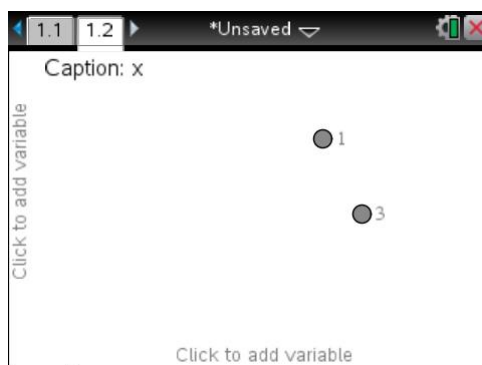 1.1 1.2 *Unsaved
Caption: x
Click to add variable
1
3
Click to add variable